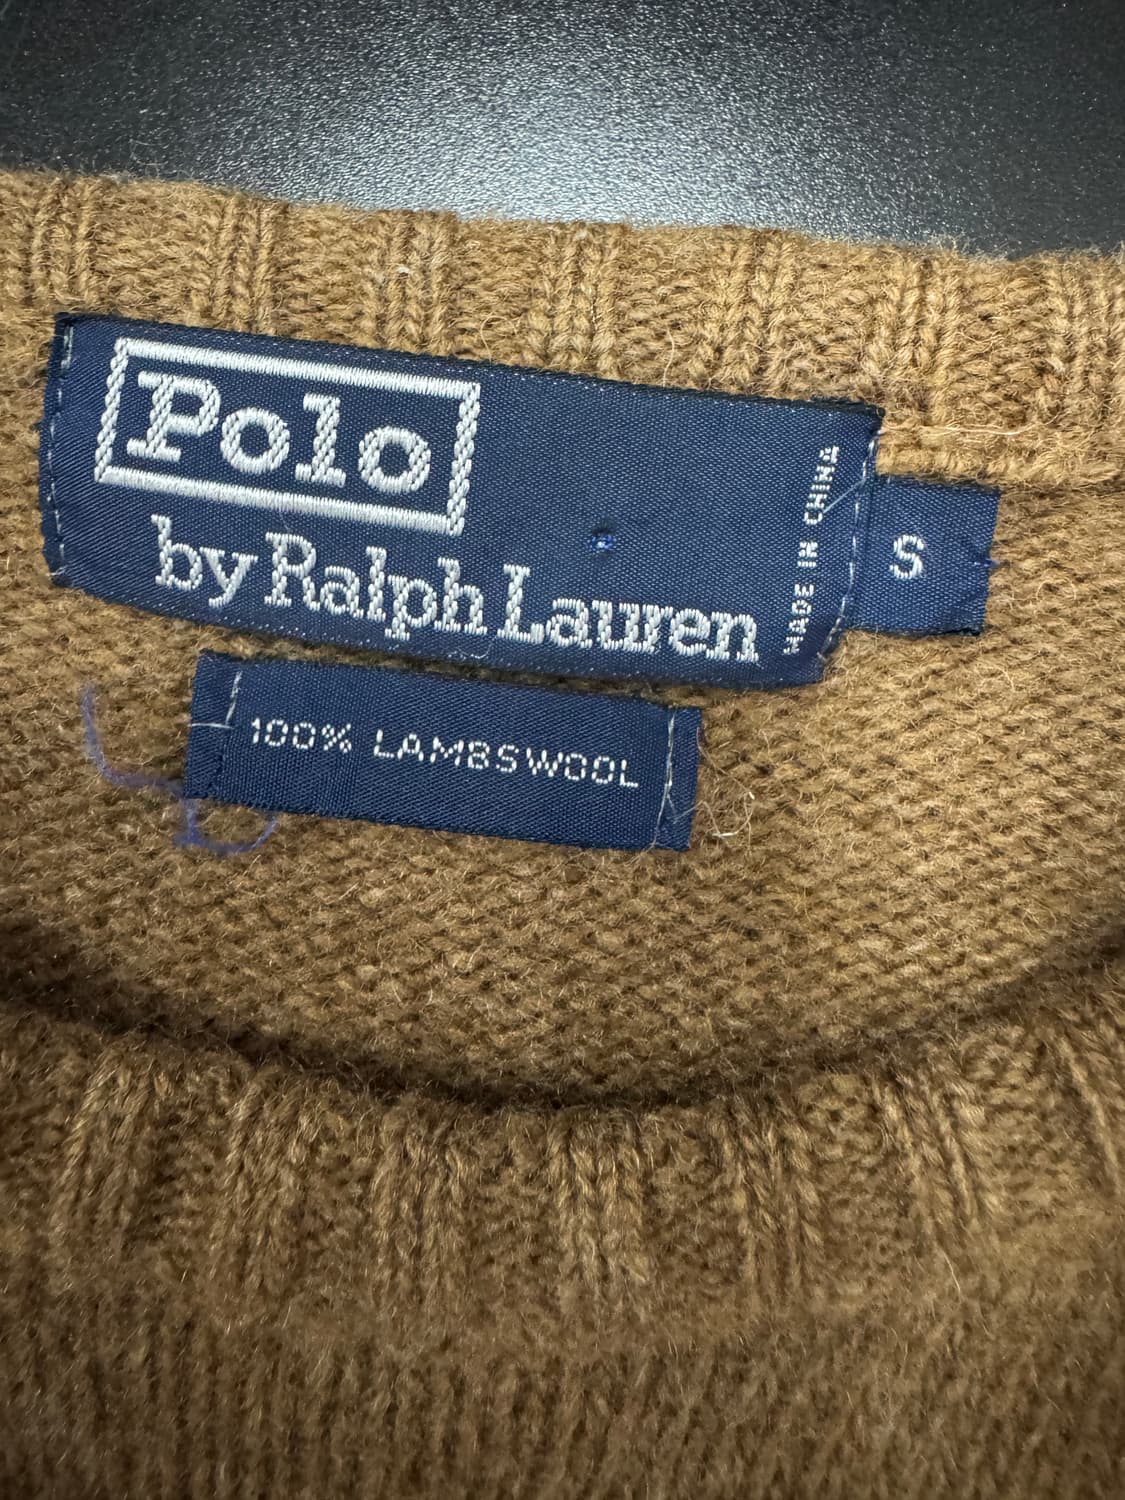 Polo
by Ralph Lauren
MADE IN CHINA
S
100% LAMBSWOOL